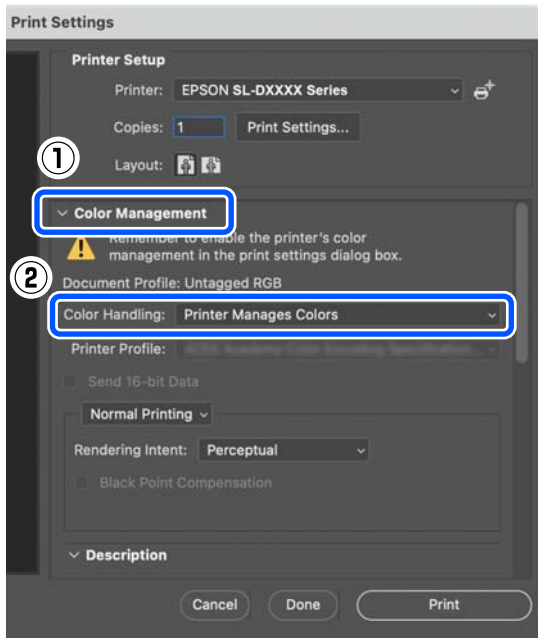 Print Settings
Printer Setup
Printer: EPSON SL-DXXXX Series
Copies: 1 Print Settings...
① Layout:
Color Management
Remember to enable the printer's color
management in the print settings dialog box.
② Document Profile: Untagged RGB
Color Handling: Printer Manages Colors
Printer Profile:
Send 16-bit Data
Normal Printing
Rendering Intent: Perceptual
Black Point Compensation
Description
Cancel Done Print